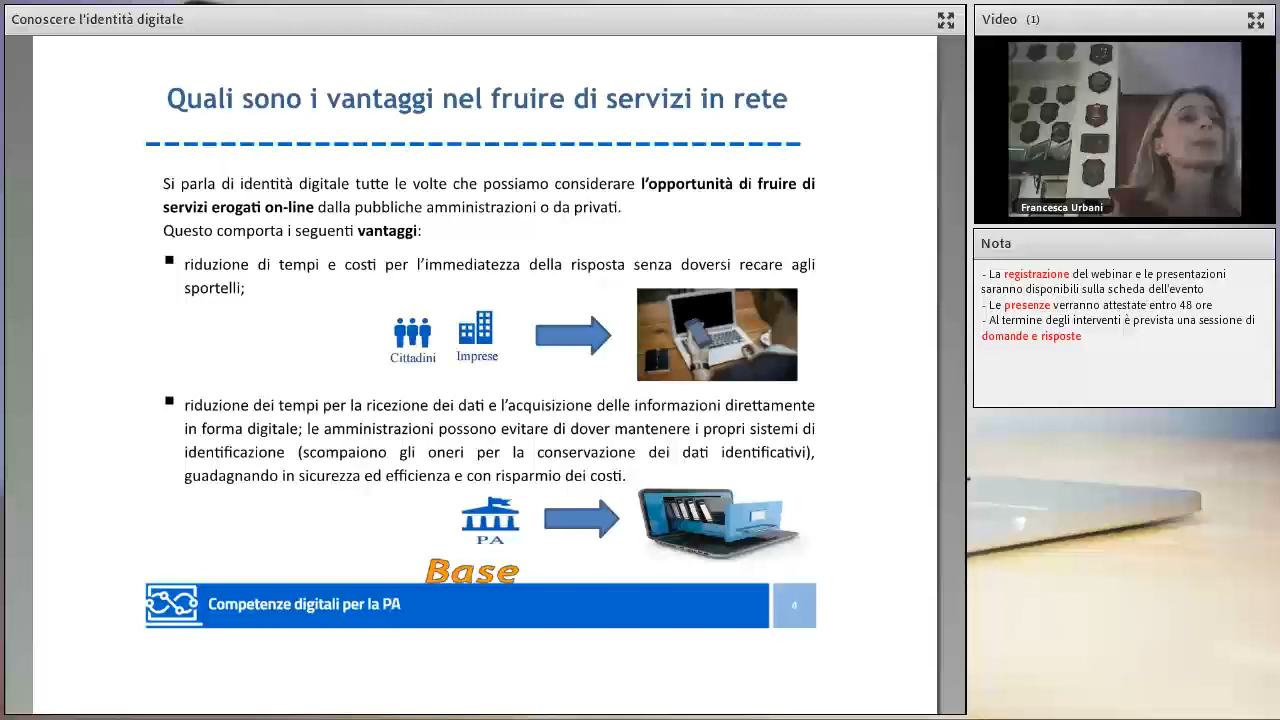 Conoscere l'identità digitale
Quali sono i vantaggi nel fruire di servizi in rete
Si parla di identità digitale tutte le volte che possiamo considerare l’opportunità di fruire di
servizi erogati on-line dalla pubbliche amministrazioni o da privati.
Questo comporta i seguenti vantaggi:
riduzione di tempi e costi per l’immediatezza della risposta senza doversi recare agli
sportelli;
Cittadini
Imprese
riduzione dei tempi per la ricezione dei dati e l’acquisizione delle informazioni direttamente
in forma digitale; le amministrazioni possono evitare di dover mantenere i propri sistemi di
identificazione (scompaiono gli oneri per la conservazione dei dati identificativi),
guadagnando in sicurezza ed efficienza e con risparmio dei costi.
PA
Base
Competenze digitali per la PA
4
Video (1)
Francesca Urbani
Nota
- La registrazione del webinar e le presentazioni
saranno disponibili sulla scheda dell'evento
- Le presenze verranno attestate entro 48 ore
- Al termine degli interventi è prevista una sessione di
domande e risposte